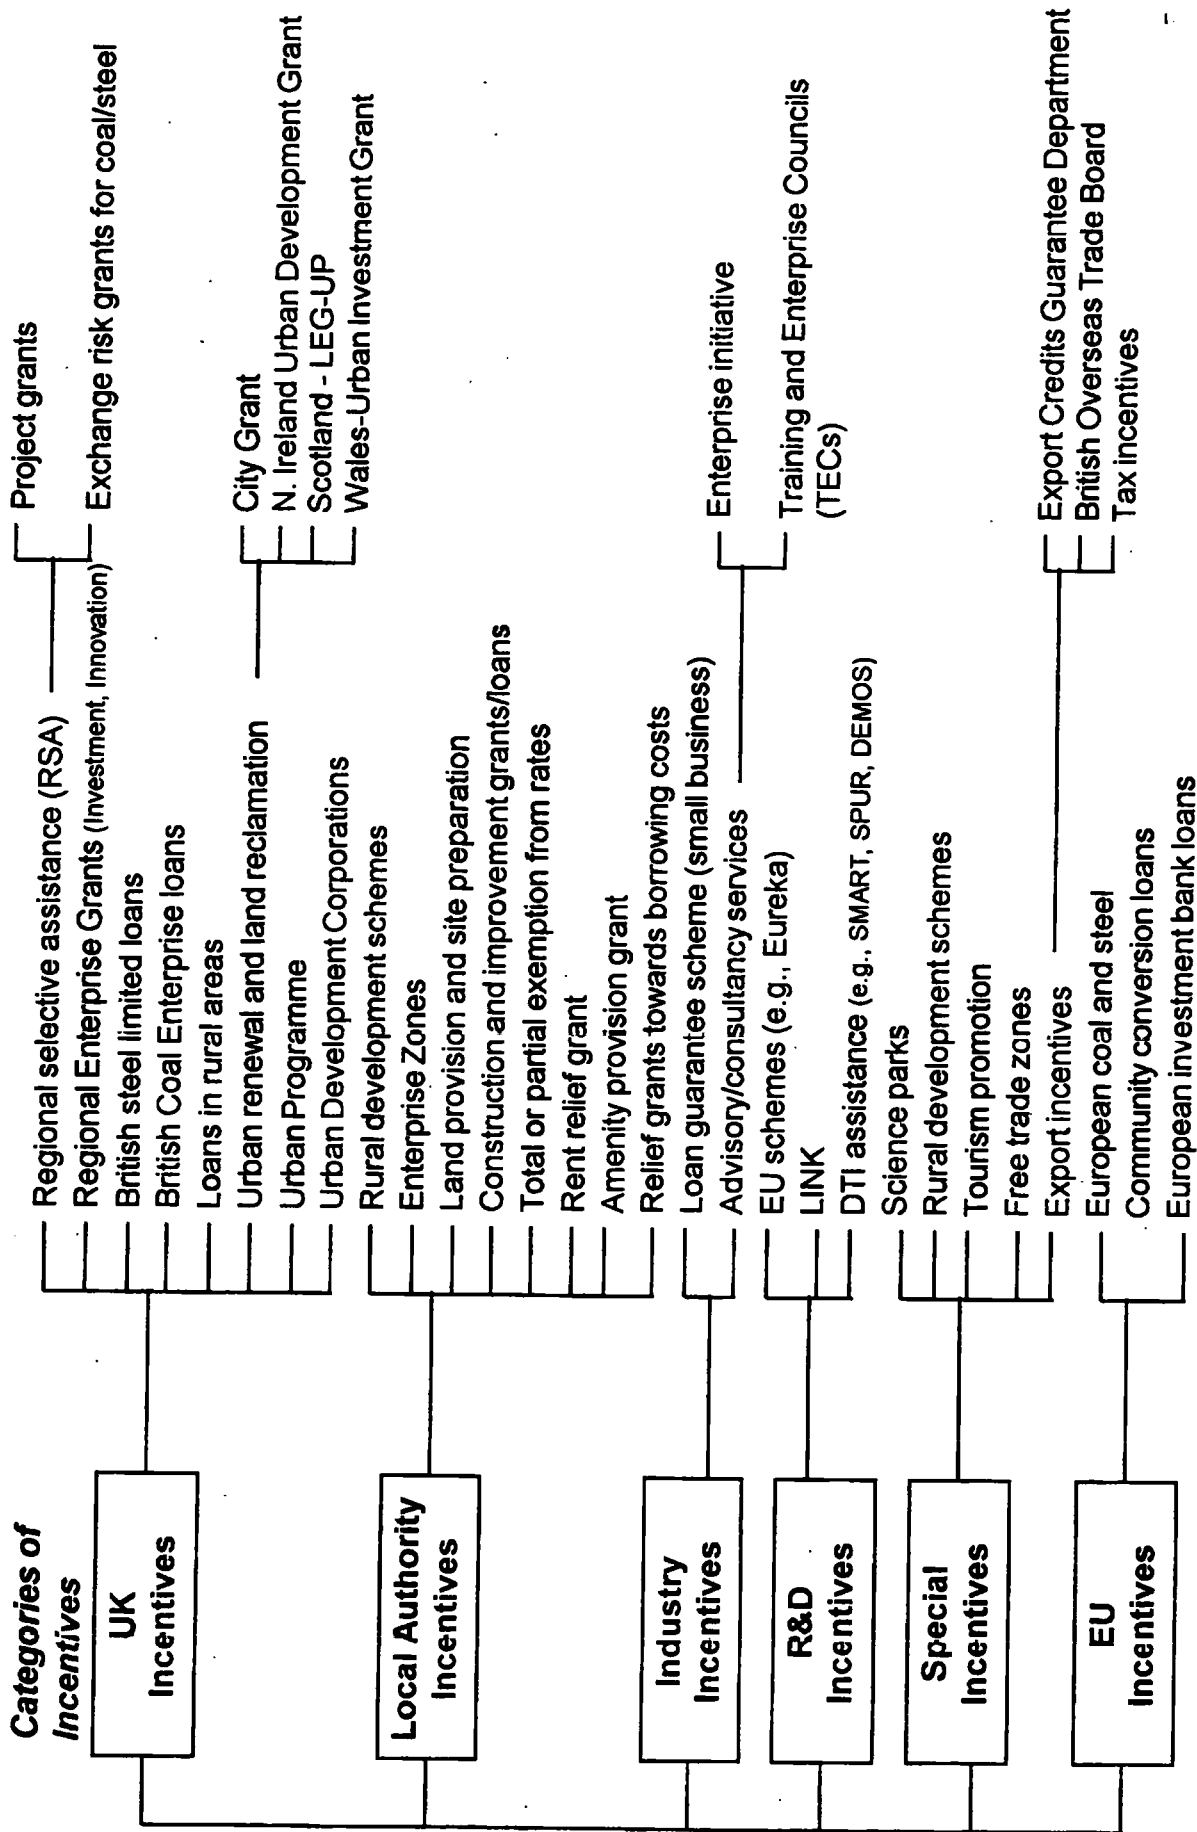 Categories of
Incentives
UK
Incentives
Regional selective assistance (RSA)
Project grants
Exchange risk grants for coal/steel
Regional Enterprise Grants (Investment, Innovation)
British steel limited loans
British Coal Enterprise loans
Loans in rural areas
Urban renewal and land reclamation
City Grant
N. Ireland Urban Development Grant
Scotland - LEG-UP
Wales-Urban Investment Grant
Urban Programme
Urban Development Corporations
Local Authority
Incentives
Rural development schemes
Enterprise Zones
Land provision and site preparation
Construction and improvement grants/loans
Total or partial exemption from rates
Rent relief grant
Amenity provision grant
Relief grants towards borrowing costs
Industry
Incentives
Loan guarantee scheme (small business)
Advisory/consultancy services
Enterprise initiative
Training and Enterprise Councils
(TECs)
R&D
Incentives
EU schemes (e.g., Eureka)
LINK
DTI assistance (e.g., SMART, SPUR, DEMOS)
Special
Incentives
Science parks
Rural development schemes
Tourism promotion
Free trade zones
Export incentives
Export Credits Guarantee Department
British Overseas Trade Board
Tax incentives
EU
Incentives
European coal and steel
Community conversion loans
European investment bank loans